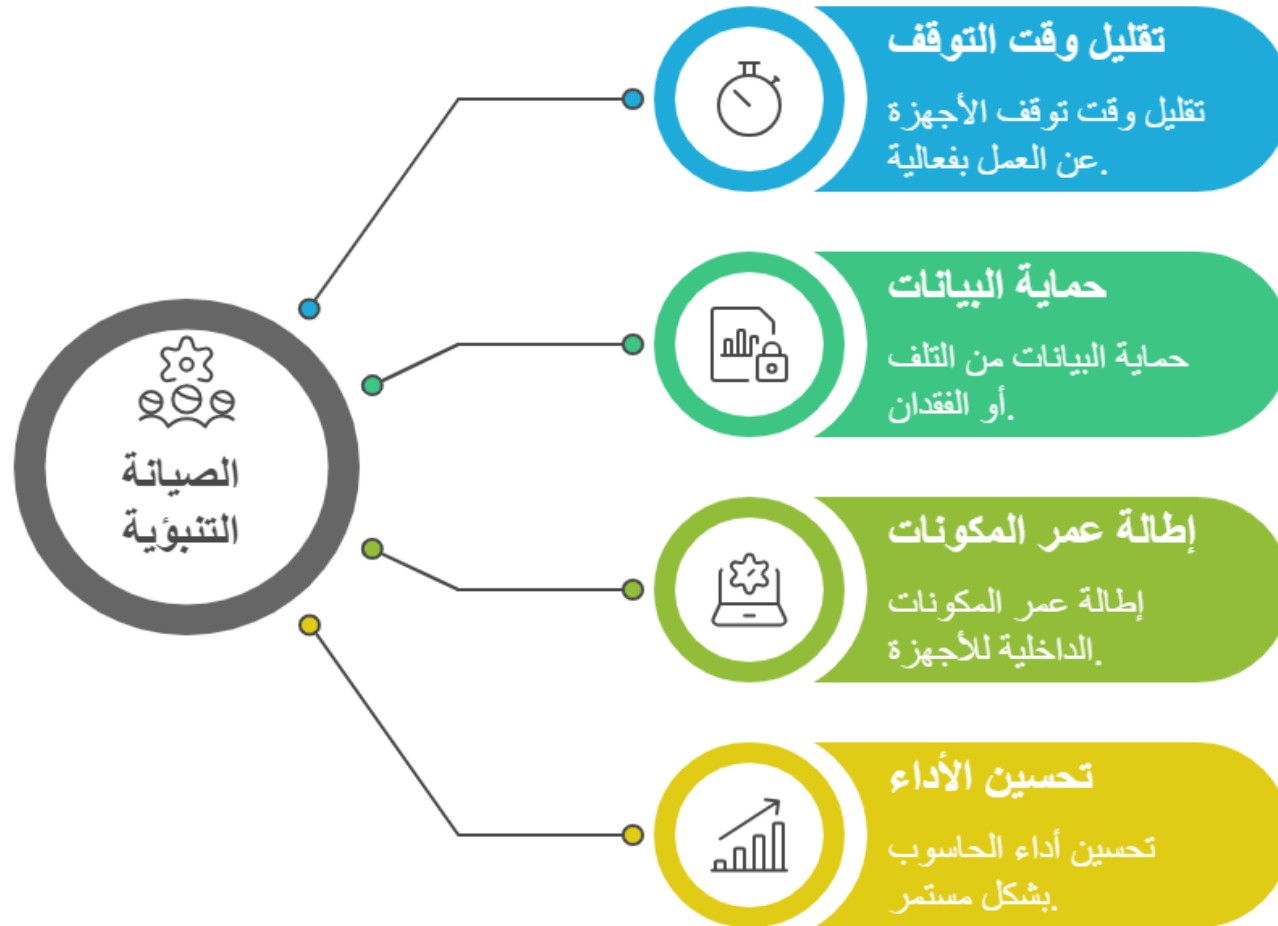 الصيانة
التنبؤية
تقليل وقت التوقف
تقليل وقت توقف الأجهزة
عن العمل بفعالية.
حماية البيانات
حماية البيانات من التلف
أو الفقدان.
إطالة عمر المكونات
إطالة عمر المكونات
الداخلية للأجهزة.
تحسين الأداء
تحسين أداء الحاسوب
بشكل مستمر.